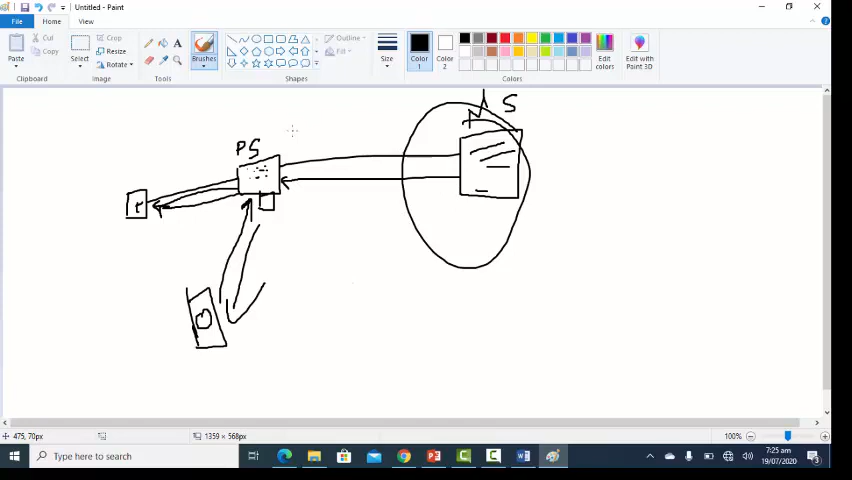 Untitled - Paint
File
Home
View
Paste
Cut
Copy
Clipboard
Select
Crop
Resize
Rotate
Image
A
Tools
Brushes
Shapes
Outline
Fill
Size
Color 1
Color 2
Colors
Edit colors
Edit with Paint 3D
S
PS
475, 70px
1359 × 568px
100%
Type here to search
7:25 am
19/07/2020
3